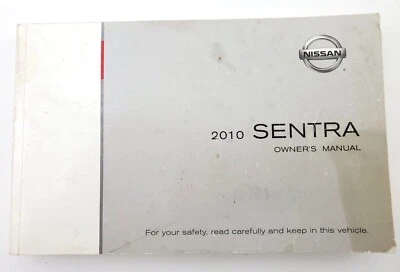 NISSAN
2010 SENTRA
OWNER'S MANUAL
For your safety, read carefully and keep in this vehicle.